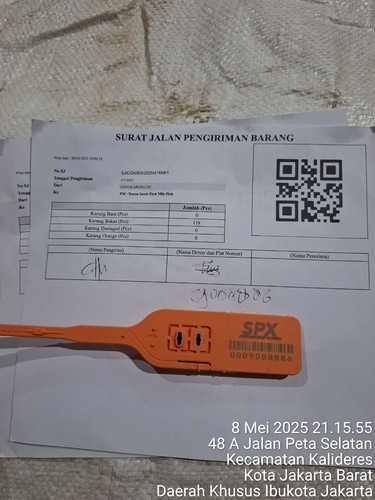 SURAT JALAN PENGIRIMAN BARANG
No SJ
Tanggal Pengiriman
Dari
Kirim ke
Jumlah (Pcs)
Karung Baru (Pcs) 0
Karung Bekas (Pcs) 119
Karung Damaged (Pcs) 0
Karung Orange (Pcs) 0
(Nama Pengirim) (Nama Driver dan Plat Nomor) (Nama Penerima)
SPX
0009008886
8 Mei 2025 21.15.55
48 A Jalan Peta Selatan
Kecamatan Kalideres
Kota Jakarta Barat
Daerah Khusus Ibukota Jakarta